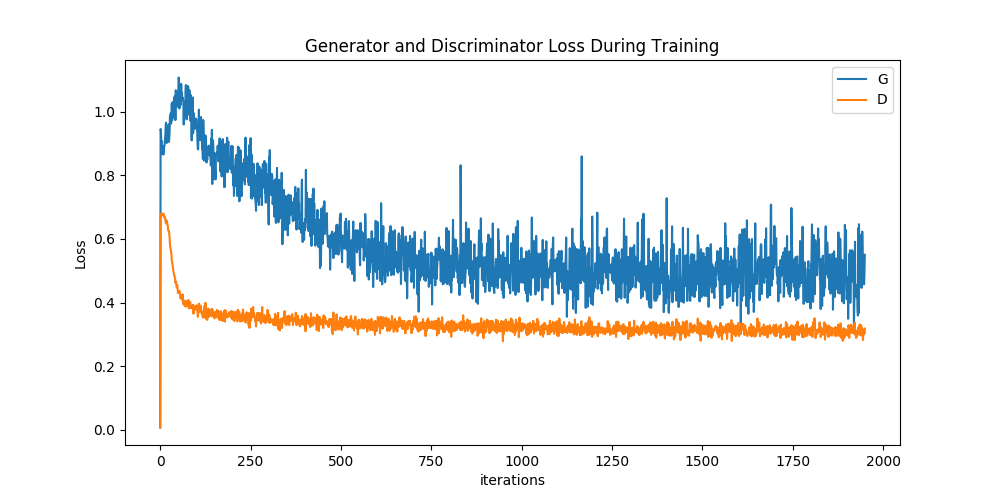 Generator and Discriminator Loss During Training
G
D
Loss
1.0
0.8
0.6
0.4
0.2
0.0
0 250 500 750 1000 1250 1500 1750 2000
iterations